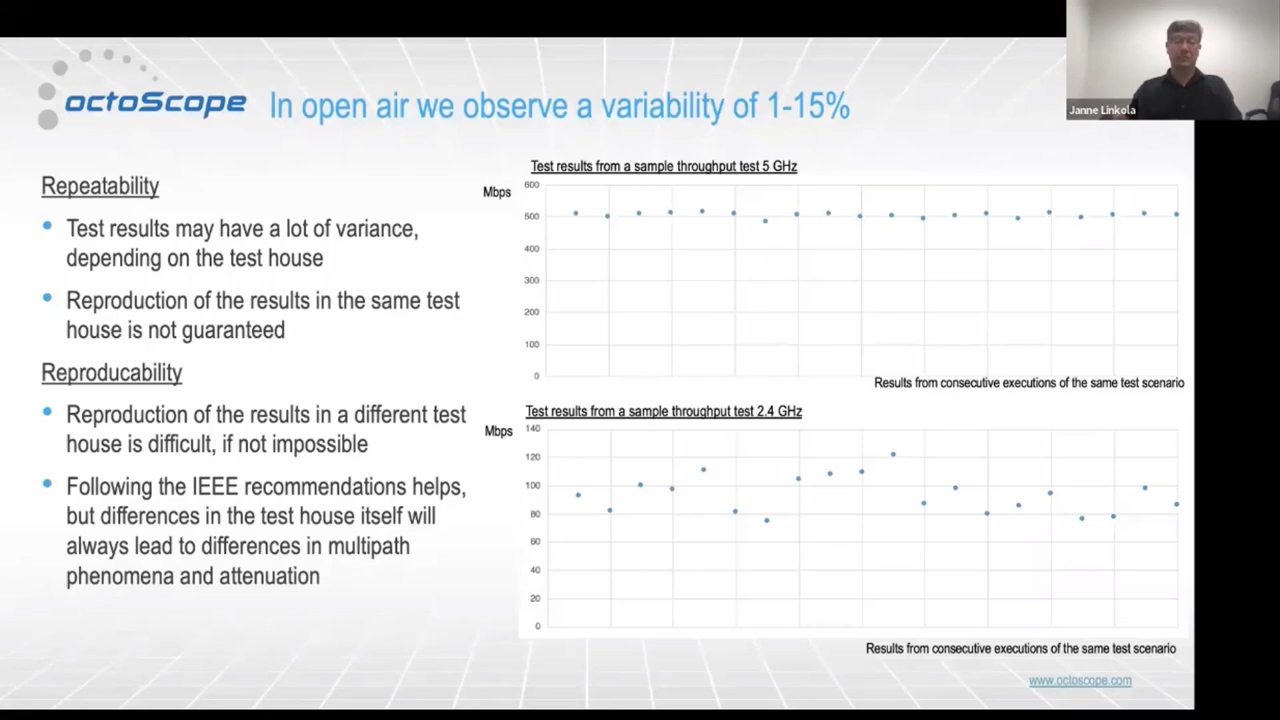 octoScope
In open air we observe a variability of 1-15%
Janne Linkola
Repeatability
• Test results may have a lot of variance,
depending on the test house
• Reproduction of the results in the same test
house is not guaranteed
Reproducability
• Reproduction of the results in a different test
house is difficult, if not impossible
• Following the IEEE recommendations helps,
but differences in the test house itself will
always lead to differences in multipath
phenomena and attenuation
Test results from a sample throughput test 5 GHz
Mbps
600
500
400
300
200
100
0
Results from consecutive executions of the same test scenario
Test results from a sample throughput test 2.4 GHz
Mbps
140
120
100
80
60
40
20
0
Results from consecutive executions of the same test scenario
www.octoscope.com